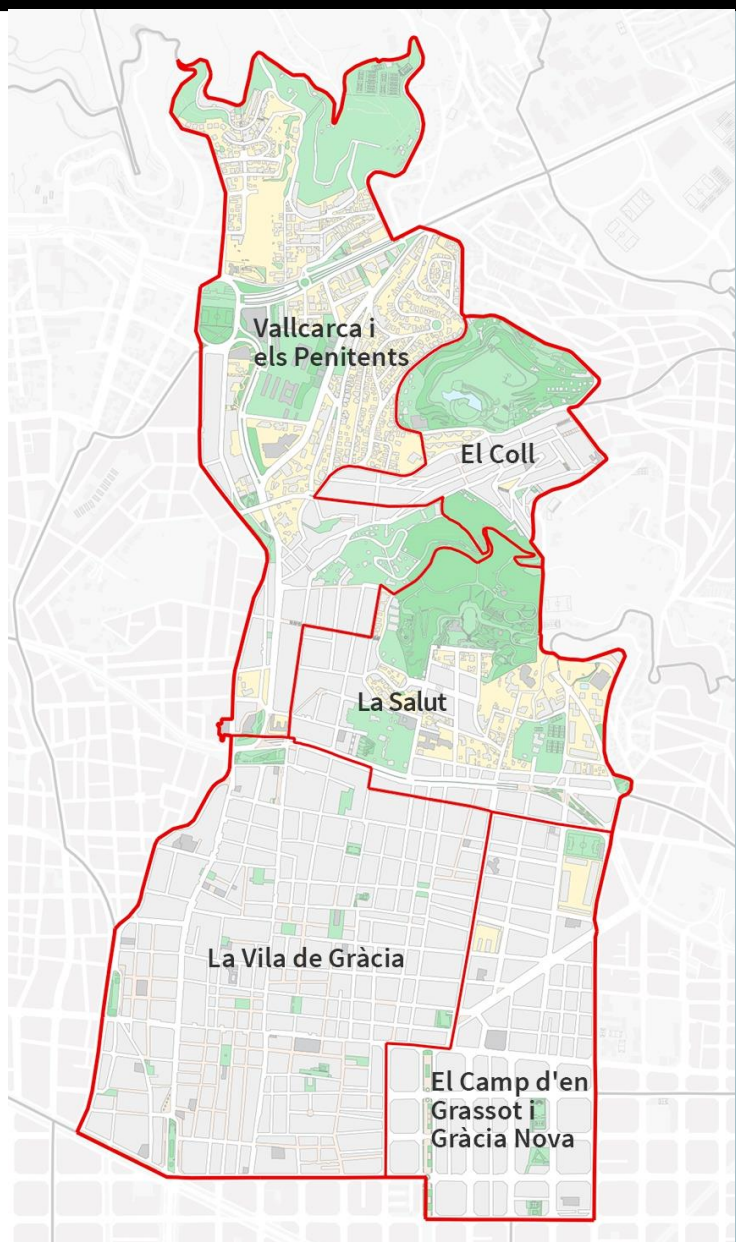 Vallcarca i
els Penitents
El Coll
La Salut
La Vila de Gràcia
El Camp d'en
Grassot i
Gràcia Nova